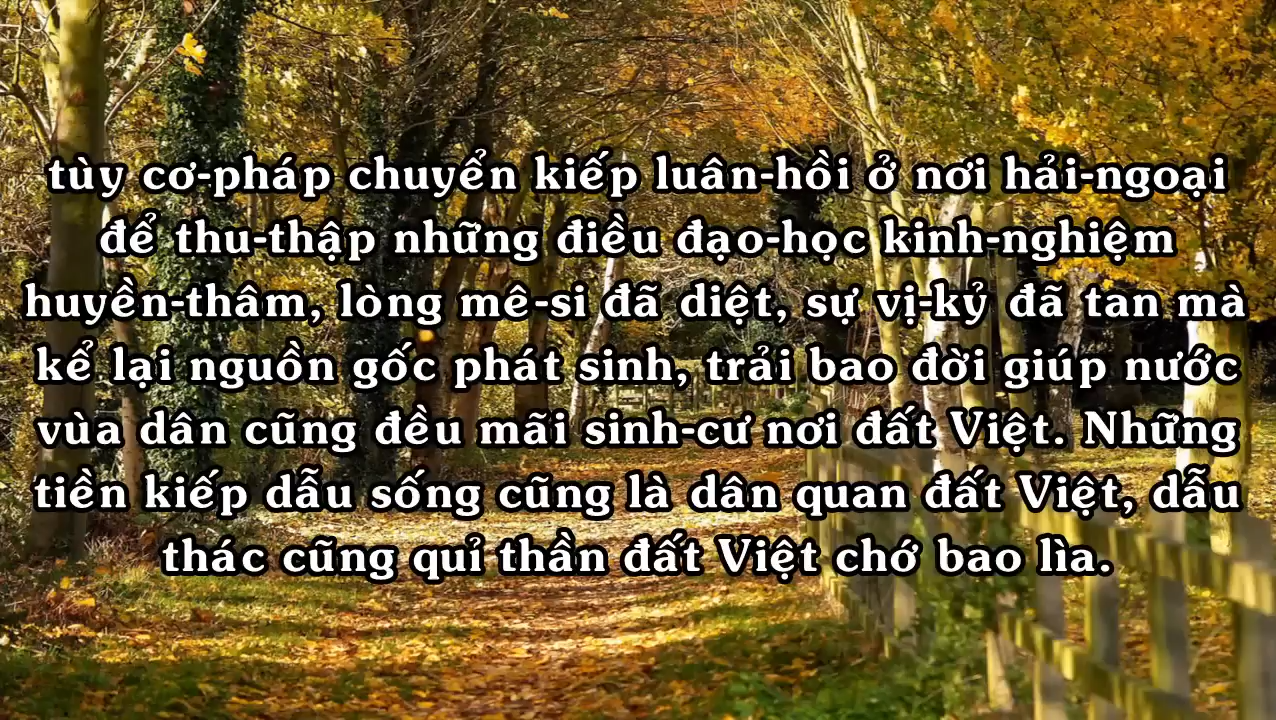 tùy cơ-pháp chuyển kiếp luân-hồi ở nơi hải-ngoại
để thu-thập những điều đạo-học kinh-nghiệm
huyền-thâm, lòng mê-si đã diệt, sự vị-kỷ đã tan mà
kể lại nguồn gốc phát sinh, trải bao đời giúp nước
vùa dân cũng đều mãi sinh-cư nơi đất Việt. Những
tiền kiếp dẫu sống cũng là dân quan đất Việt, dẫu
thác cũng quỉ thần đất Việt chớ bao lìa.